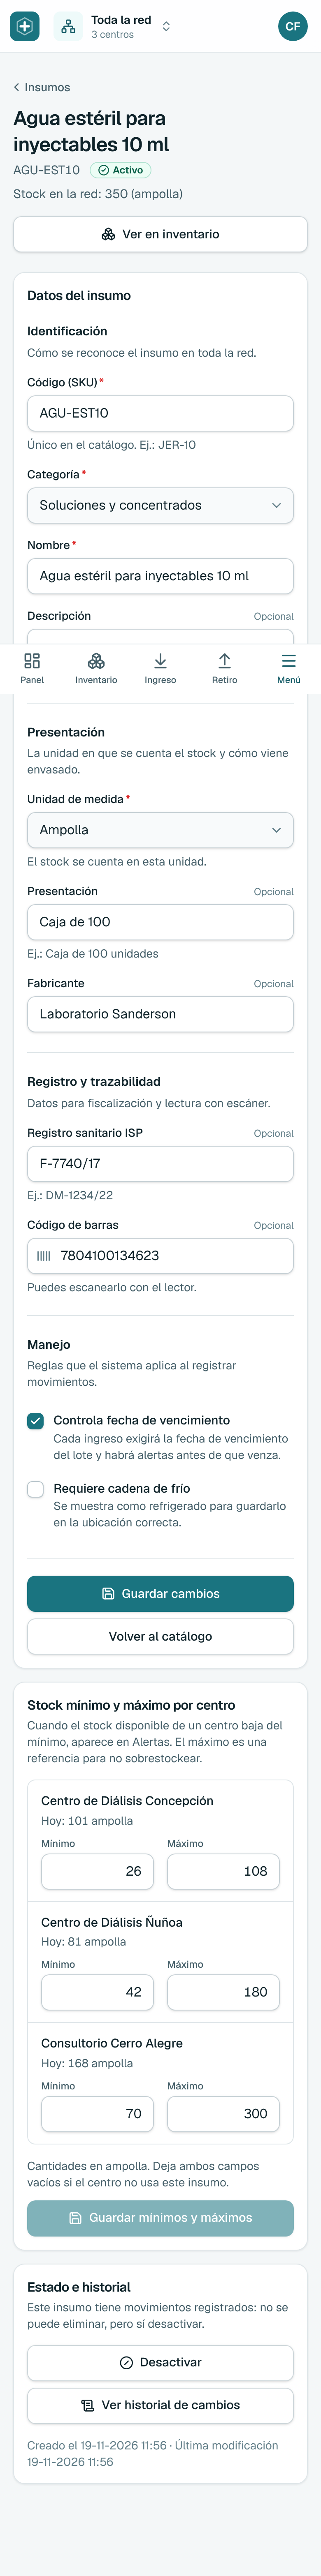 Toda la red
3 centros
CF
Insumos
Agua estéril para
inyectables 10 ml
AGU-EST10
Activo
Stock en la red: 350 (ampolla)
Ver en inventario
Datos del insumo
Identificación
Cómo se reconoce el insumo en toda la red.
Código (SKU)*
AGU-EST10
Único en el catálogo. Ej.: JER-10
Categoría*
Soluciones y concentrados
Nombre*
Agua estéril para inyectables 10 ml
Descripción Opcional
Panel Inventario Ingreso Retiro Menú
Presentación
La unidad en que se cuenta el stock y cómo viene
envasado.
Unidad de medida*
Ampolla
El stock se cuenta en esta unidad.
Presentación Opcional
Caja de 100
Ej.: Caja de 100 unidades
Fabricante Opcional
Laboratorio Sanderson
Registro y trazabilidad
Datos para fiscalización y lectura con escáner.
Registro sanitario ISP Opcional
F-7740/17
Ej.: DM-1234/22
Código de barras Opcional
7804100134623
Puedes escanearlo con el lector.
Manejo
Reglas que el sistema aplica al registrar
movimientos.
Controla fecha de vencimiento
Cada ingreso exigirá la fecha de vencimiento
del lote y habrá alertas antes de que venza.
Requiere cadena de frío
Se muestra como refrigerado para guardarlo
en la ubicación correcta.
Guardar cambios
Volver al catálogo
Stock mínimo y máximo por centro
Cuando el stock disponible de un centro baja del
mínimo, aparece en Alertas. El máximo es una
referencia para no sobrestockear.
Centro de Diálisis Concepción
Hoy: 101 ampolla
Mínimo Máximo
26 108
Centro de Diálisis Ñuñoa
Hoy: 81 ampolla
Mínimo Máximo
42 180
Consultorio Cerro Alegre
Hoy: 168 ampolla
Mínimo Máximo
70 300
Cantidades en ampolla. Deja ambos campos
vacíos si el centro no usa este insumo.
Guardar mínimos y máximos
Estado e historial
Este insumo tiene movimientos registrados: no se
puede eliminar, pero sí desactivar.
Desactivar
Ver historial de cambios
Creado el 19-11-2026 11:56 · Última modificación
19-11-2026 11:56